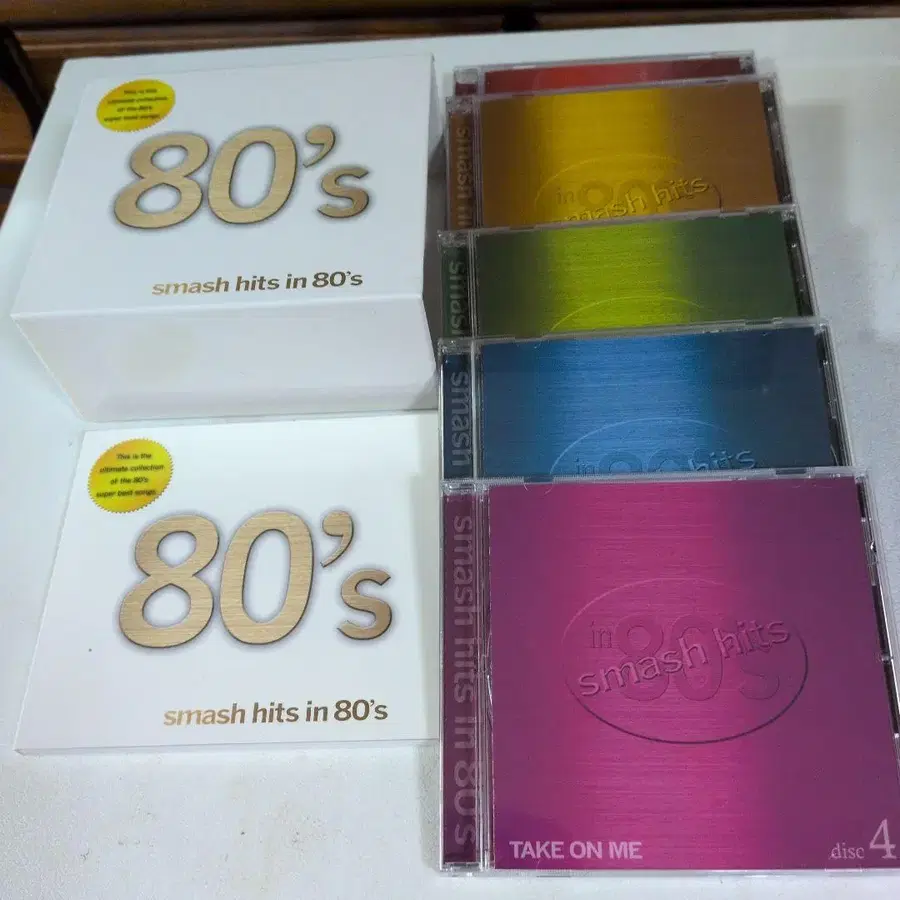 This is the
ultimate collection
of the 80's
super best songs.
80's
smash hits in 80's
This is the
ultimate collection
of the 80's
super best songs.
80's
smash hits in 80's
smash hi
in 80's
smash hits
smash
smash
in 80's
hits
smash hits in 80's
in 80's
smash hits
TAKE ON ME
disc 4